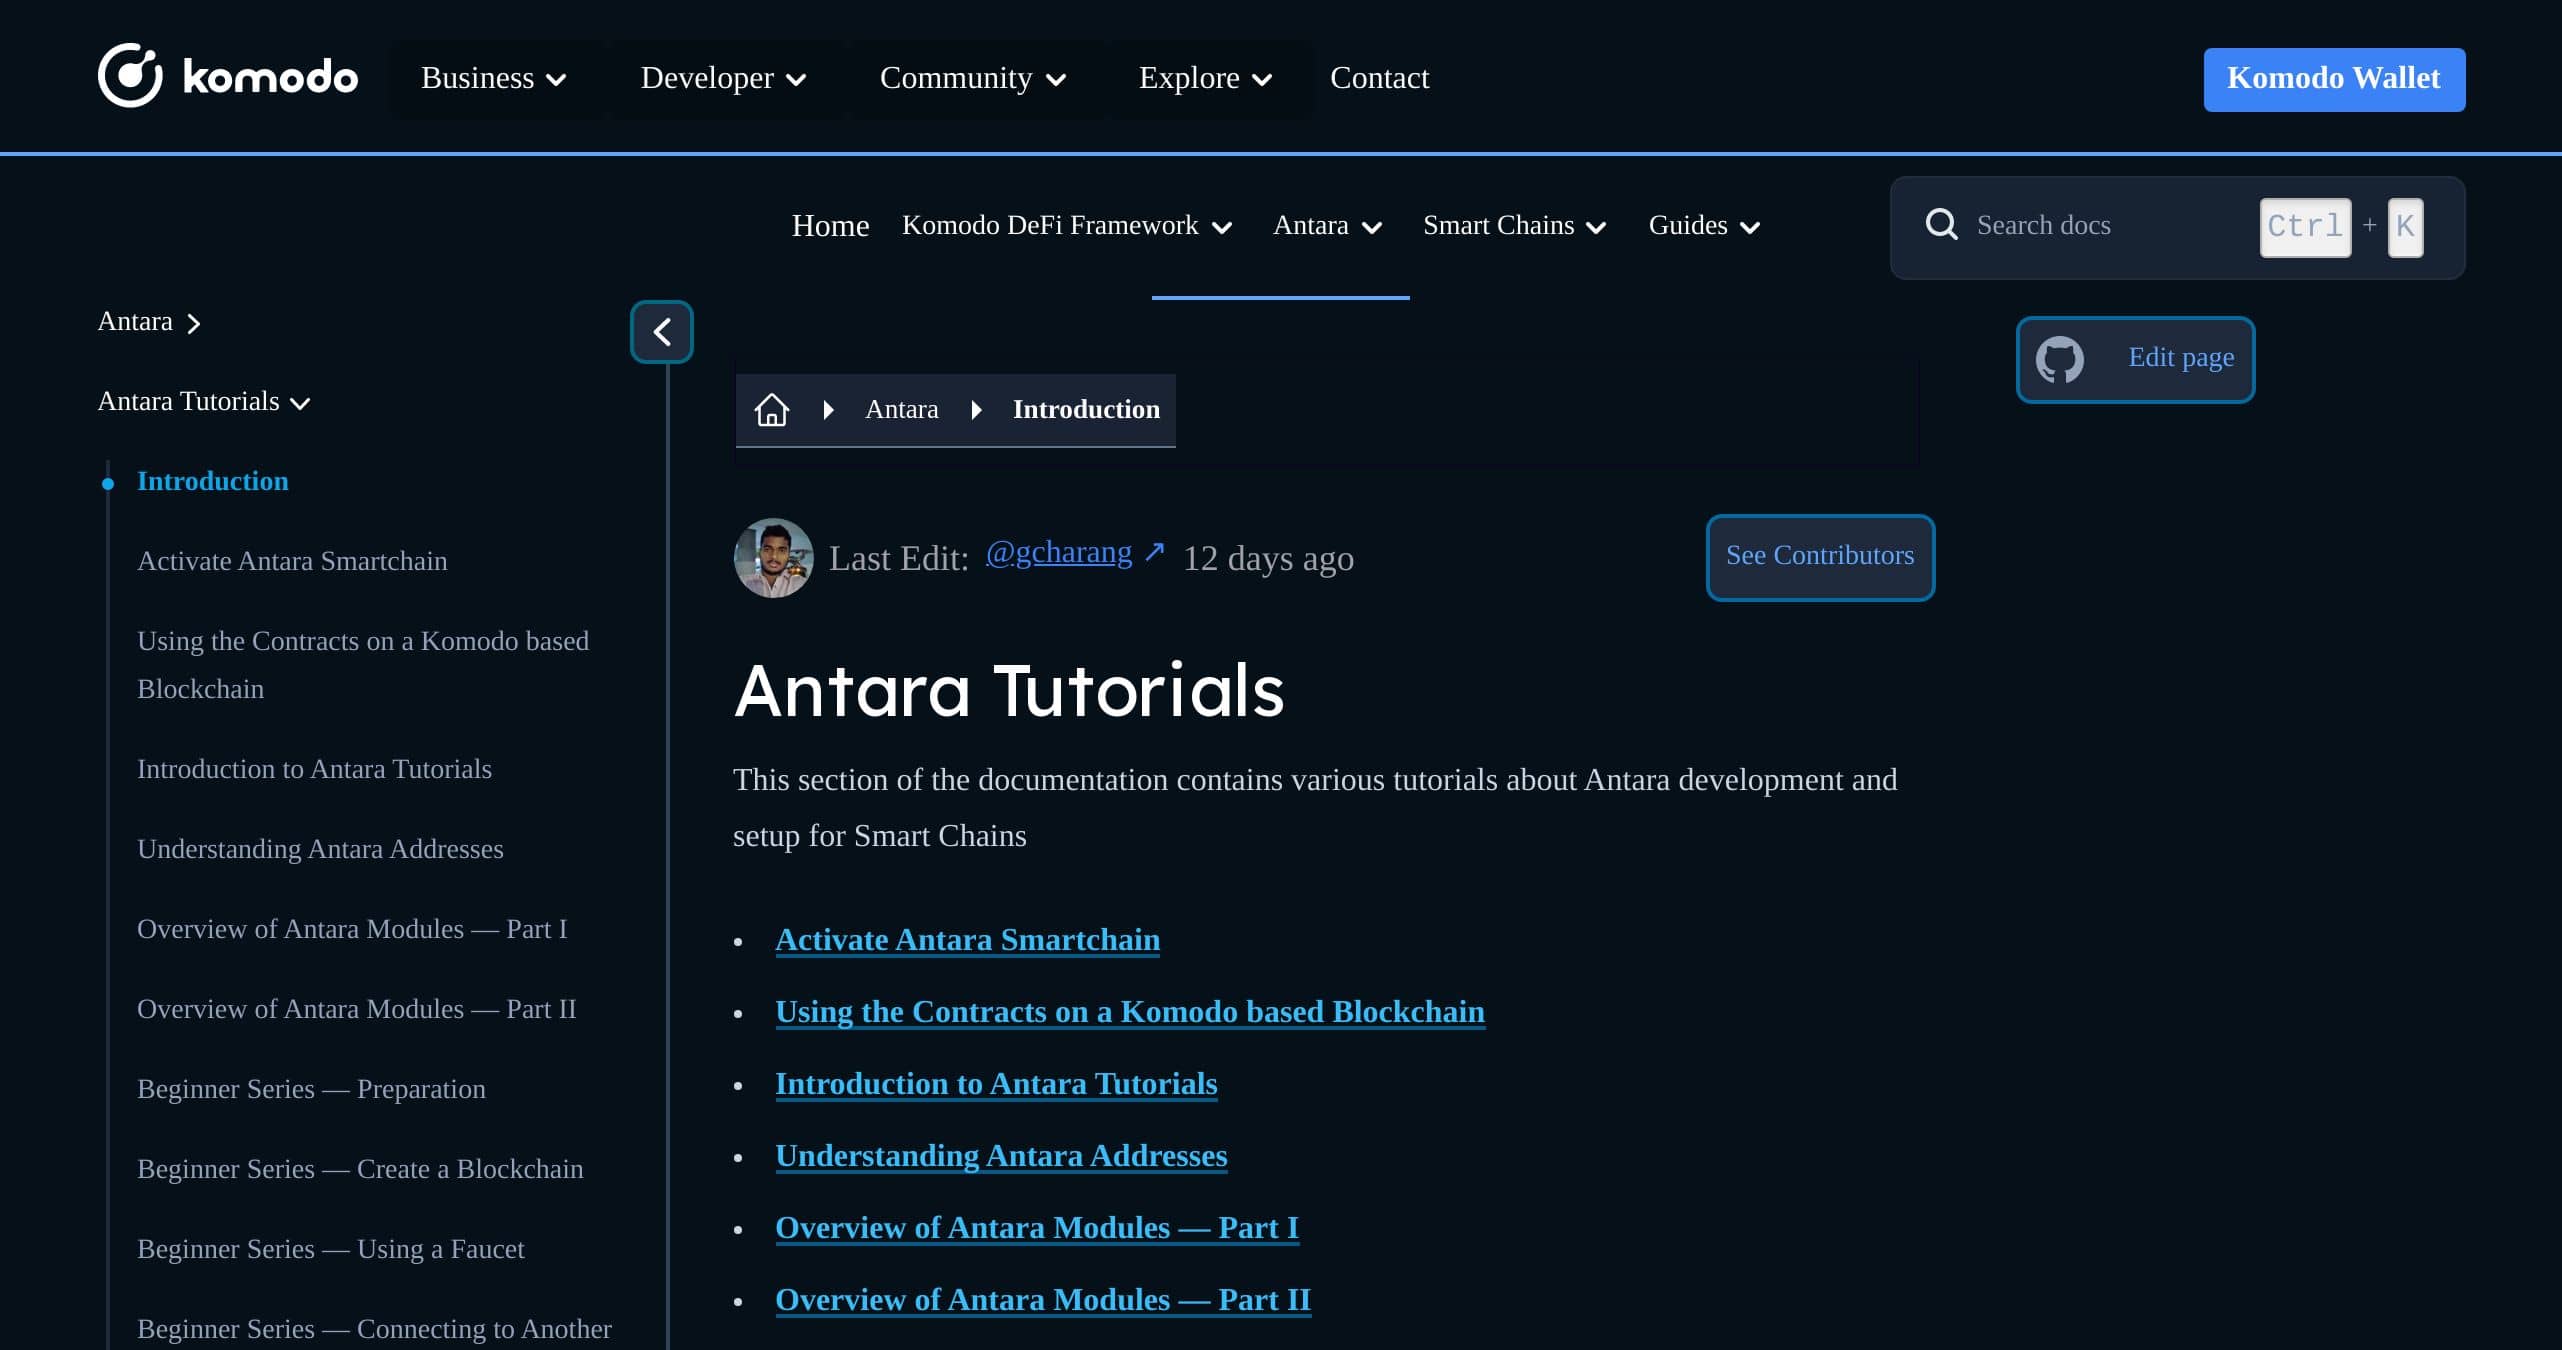 komodo
Business
Developer
Community
Explore
Contact
Komodo Wallet
Home
Komodo DeFi Framework
Antara
Smart Chains
Guides
Search docs
Ctrl + K
Antara
Antara Tutorials
Introduction
Activate Antara Smartchain
Using the Contracts on a Komodo based
Blockchain
Introduction to Antara Tutorials
Understanding Antara Addresses
Overview of Antara Modules — Part I
Overview of Antara Modules — Part II
Beginner Series — Preparation
Beginner Series — Create a Blockchain
Beginner Series — Using a Faucet
Beginner Series — Connecting to Another
Antara
Introduction
Edit page
Last Edit: @gcharang ↗ 12 days ago
See Contributors
Antara Tutorials
This section of the documentation contains various tutorials about Antara development and
setup for Smart Chains
• Activate Antara Smartchain
• Using the Contracts on a Komodo based Blockchain
• Introduction to Antara Tutorials
• Understanding Antara Addresses
• Overview of Antara Modules — Part I
• Overview of Antara Modules — Part II